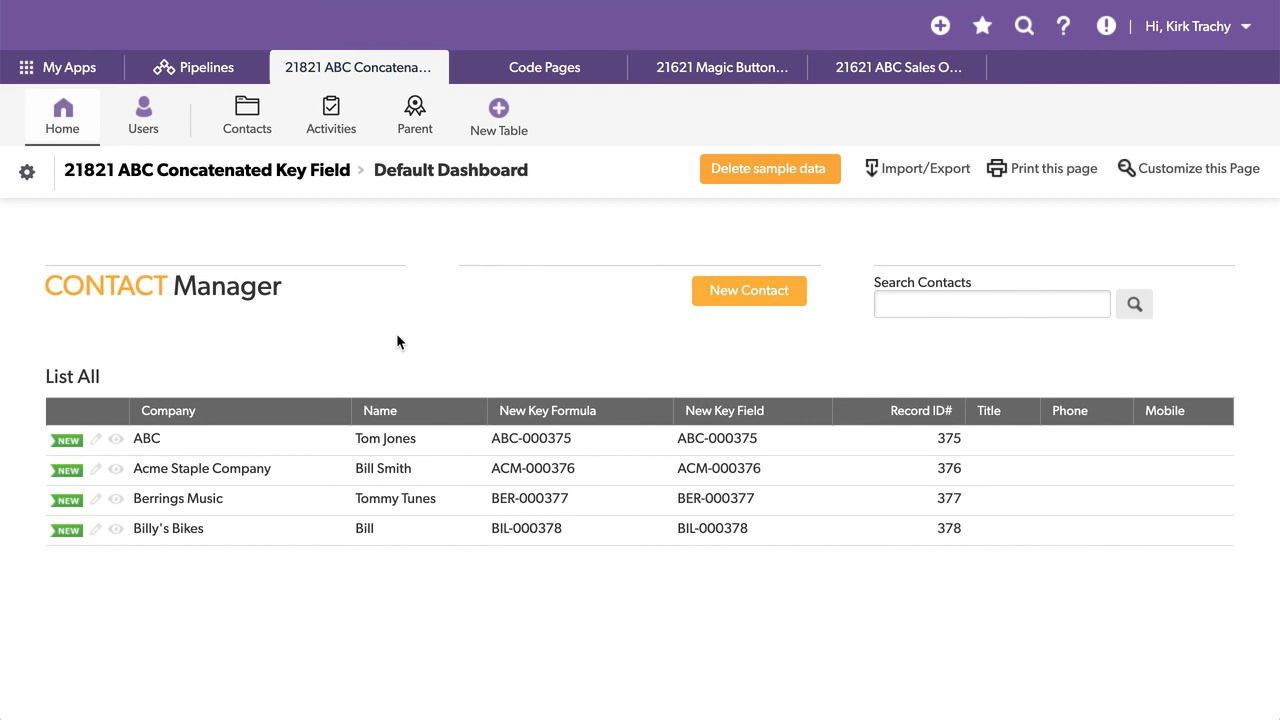 Hi, Kirk Trachy
My Apps Pipelines 21821 ABC Concatena... Code Pages 21621 Magic Button... 21621 ABC Sales O...
Home Users Contacts Activities Parent New Table
21821 ABC Concatenated Key Field > Default Dashboard Delete sample data Import/Export Print this page Customize this Page
CONTACT Manager New Contact Search Contacts
List All
Company Name New Key Formula New Key Field Record ID# Title Phone Mobile
NEW ABC Tom Jones ABC-000375 ABC-000375 375
NEW Acme Staple Company Bill Smith ACM-000376 ACM-000376 376
NEW Berrings Music Tommy Tunes BER-000377 BER-000377 377
NEW Billy's Bikes Bill BIL-000378 BIL-000378 378